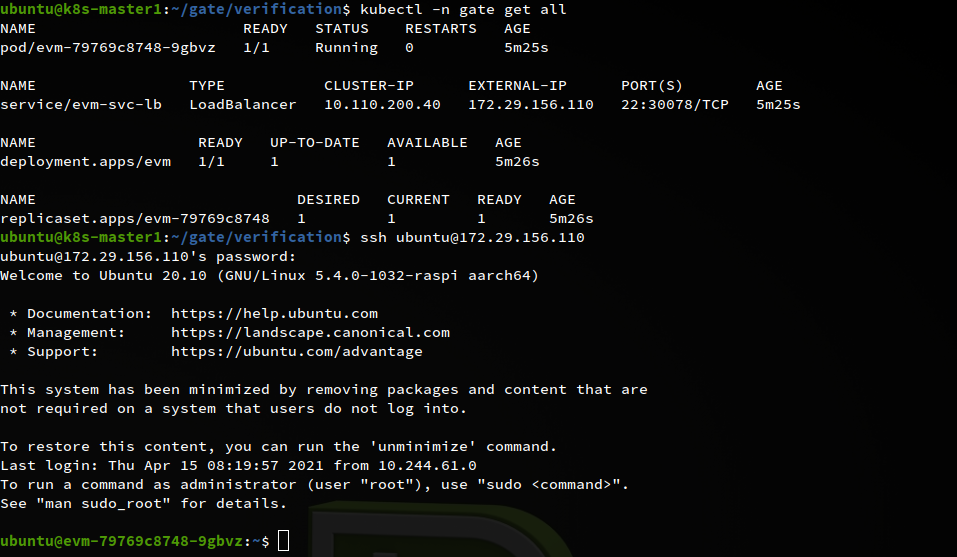 ubuntu@k8s-master1:~/gate/verification$ kubectl -n gate get all
NAME READY STATUS RESTARTS AGE
pod/evm-79769c8748-9gbvz 1/1 Running 0 5m25s
NAME TYPE CLUSTER-IP EXTERNAL-IP PORT(S) AGE
service/evm-svc-lb LoadBalancer 10.110.200.40 172.29.156.110 22:30078/TCP 5m25s
NAME READY UP-TO-DATE AVAILABLE AGE
deployment.apps/evm 1/1 1 1 5m26s
NAME DESIRED CURRENT READY AGE
replicaset.apps/evm-79769c8748 1 1 1 5m26s
ubuntu@k8s-master1:~/gate/verification$ ssh ubuntu@172.29.156.110
ubuntu@172.29.156.110's password:
Welcome to Ubuntu 20.10 (GNU/Linux 5.4.0-1032-raspi aarch64)
* Documentation: https://help.ubuntu.com
* Management: https://landscape.canonical.com
* Support: https://ubuntu.com/advantage
This system has been minimized by removing packages and content that are
not required on a system that users do not log into.
To restore this content, you can run the 'unminimize' command.
Last login: Thu Apr 15 08:19:57 2021 from 10.244.61.0
To run a command as administrator (user "root"), use "sudo <command>".
See "man sudo_root" for details.
ubuntu@evm-79769c8748-9gbvz:~$